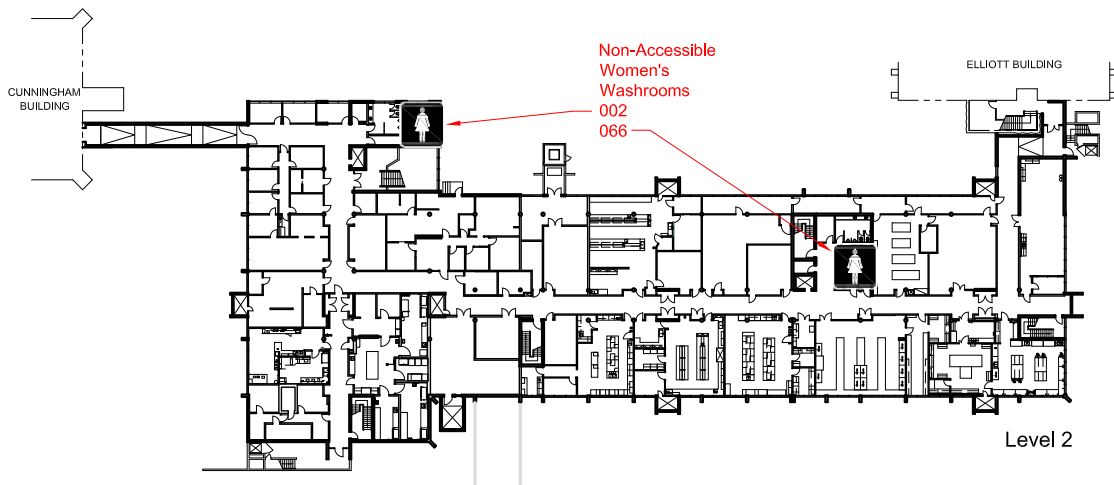 CUNNINGHAM
BUILDING
Non-Accessible
Women's
Washrooms
002
066
ELLIOTT BUILDING
Level 2